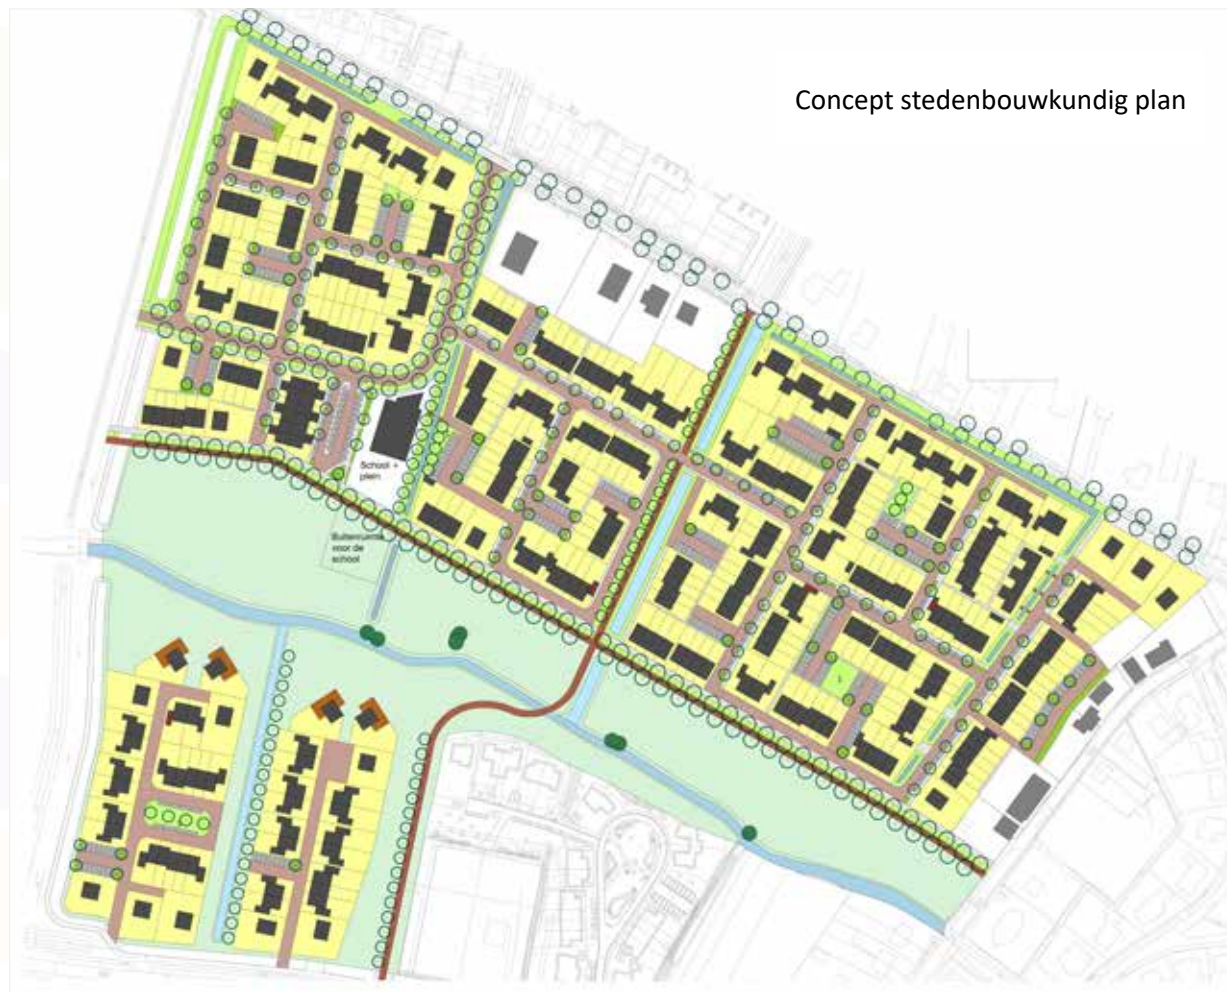 Concept stedenbouwkundig plan
School +
plein
Buitenruimte
voor de
school